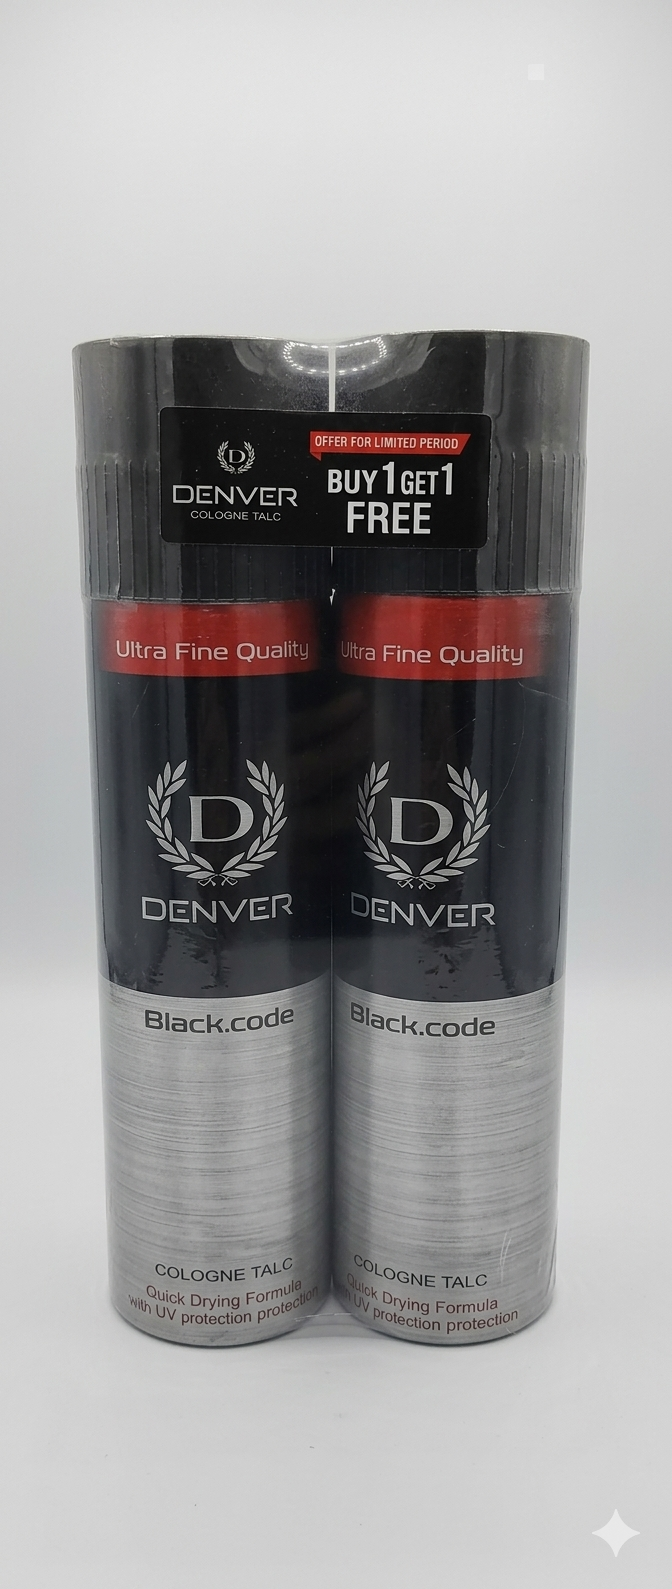 D
DENVER
COLOGNE TALC
OFFER FOR LIMITED PERIOD
BUY 1 GET 1
FREE
Ultra Fine Quality
D
DENVER
Black.code
COLOGNE TALC
Quick Drying Formula
with UV protection protection
Ultra Fine Quality
D
DENVER
Black.code
COLOGNE TALC
Quick Drying Formula
UV protection protection